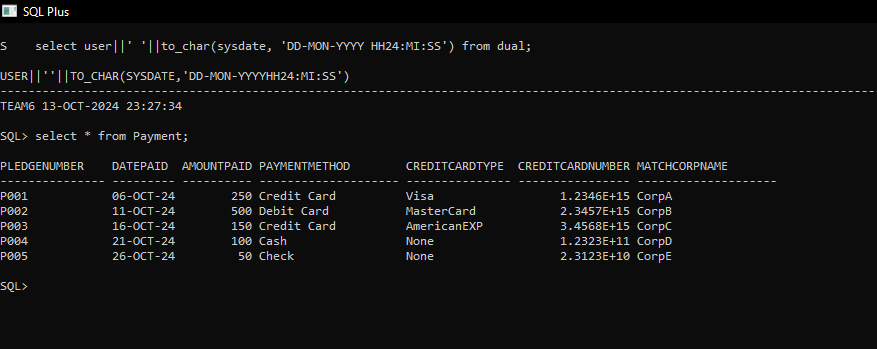 SQL Plus
S    select user||' '||to_char(sysdate, 'DD-MON-YYYY HH24:MI:SS') from dual;
USER||''||TO_CHAR(SYSDATE,'DD-MON-YYYYHH24:MI:SS')
--------------------------------------------------------------------------------------------------------------------------
TEAM6 13-OCT-2024 23:27:34
SQL> select * from Payment;
PLEDGENUMBER    DATEPAID  AMOUNTPAID PAYMENTMETHOD        CREDITCARDTYPE  CREDITCARDNUMBER MATCHCORPNAME
--------------- --------- ---------- -------------------- --------------- ---------------- --------------------
P001            06-OCT-24        250 Credit Card          Visa                  1.2346E+15 CorpA
P002            11-OCT-24        500 Debit Card           MasterCard            2.3457E+15 CorpB
P003            16-OCT-24        150 Credit Card          AmericanEXP           3.4568E+15 CorpC
P004            21-OCT-24        100 Cash                 None                  1.2323E+11 CorpD
P005            26-OCT-24         50 Check                None                  2.3123E+10 CorpE
SQL>